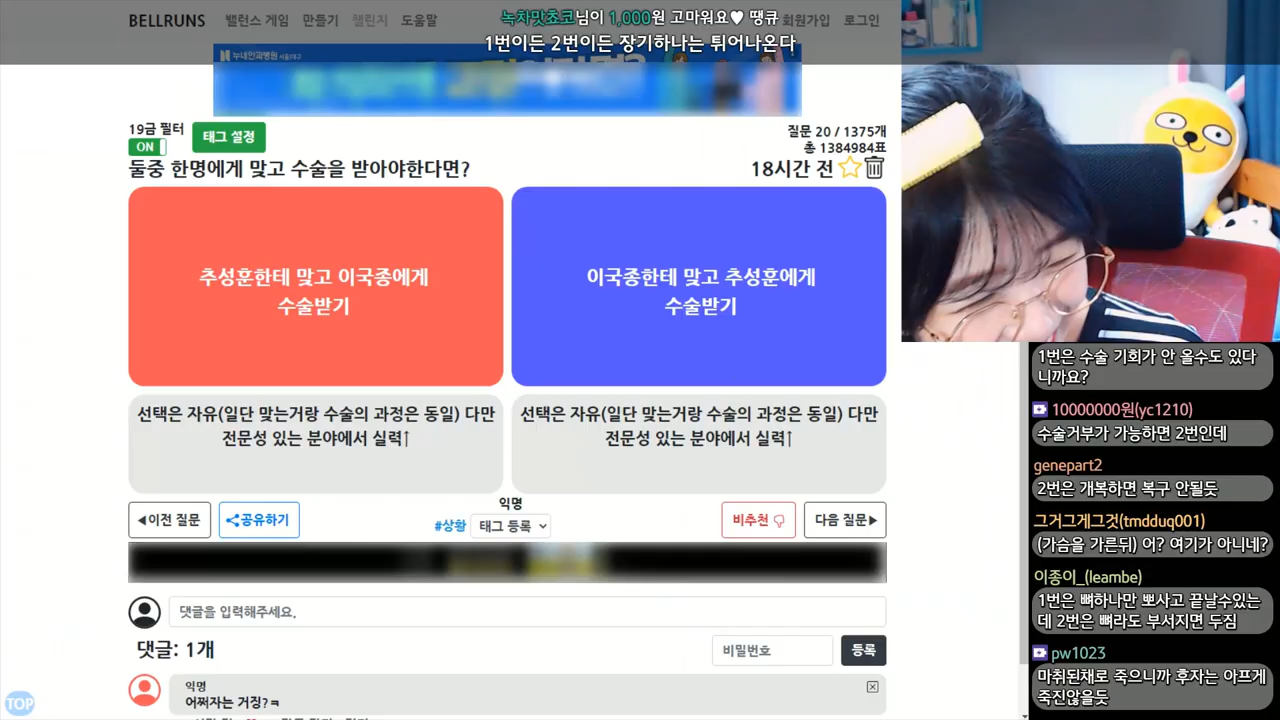 BELLRUNS 밸런스 게임 만들기 챌린지 도움말 회원가입 로그인
녹차맛쵸코님이 1,000원 고마워요♥ 땡큐
1번이든 2번이든 장기하나는 튀어나온다
누네안과병원 서울|대구
19금 필터
ON
태그 설정
질문 20 / 1375개
총 1384984표
둘중 한명에게 맞고 수술을 받아야한다면?
18시간 전
추성훈한테 맞고 이국종에게
수술받기
이국종한테 맞고 추성훈에게
수술받기
선택은 자유(일단 맞는거랑 수술의 과정은 동일) 다만
전문성 있는 분야에서 실력↑
선택은 자유(일단 맞는거랑 수술의 과정은 동일) 다만
전문성 있는 분야에서 실력↑
◀이전 질문
공유하기
익명
#상황
태그 등록
비추천
다음 질문▶
댓글을 입력해주세요.
댓글: 1개
비밀번호
등록
익명
어쩌자는 거징?ㅋ
TOP
1번은 수술 기회가 안 올수도 있다
니까요?
10000000원(yc1210)
수술거부가 가능하면 2번인데
genepart2
2번은 개복하면 복구 안될듯
그거그게그것(tmdduq001)
(가슴을 가른뒤) 어? 여기가 아니네?
이종이_(leambe)
1번은 뼈하나만 뽀사고 끝날수있는
데 2번은 뼈라도 부서지면 두짐
pw1023
마취된채로 죽으니까 후자는 아프게
죽진않을듯